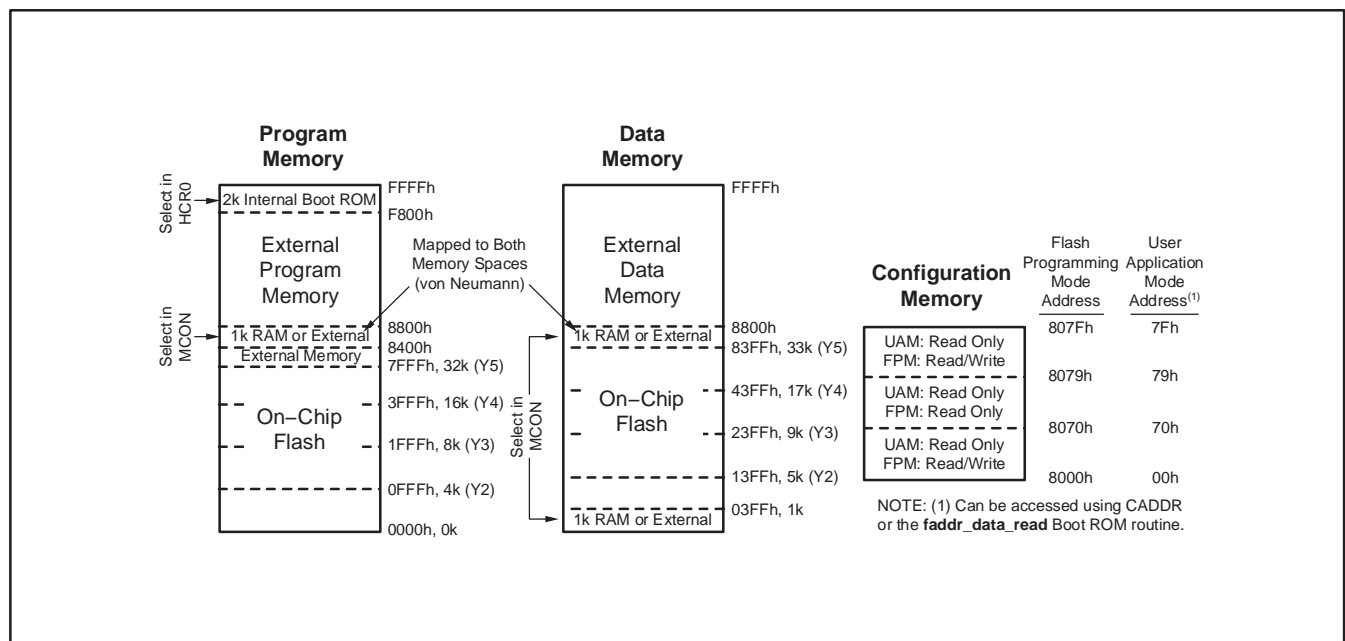 Program
Memory
Select in
HCR0
2k Internal Boot ROM
FFFFh
F800h
External
Program
Memory
Mapped to Both
Memory Spaces
(von Neumann)
Select in
MCON
8800h
1k RAM or External
8400h
External Memory
7FFFh, 32k (Y5)
3FFFh, 16k (Y4)
On−Chip
Flash
1FFFh, 8k (Y3)
0FFFh, 4k (Y2)
0000h, 0k
Data
Memory
FFFFh
External
Data
Memory
8800h
1k RAM or External
83FFh, 33k (Y5)
Select in
MCON
43FFh, 17k (Y4)
On−Chip
Flash
23FFh, 9k (Y3)
13FFh, 5k (Y2)
03FFh, 1k
1k RAM or External
Configuration
Memory
Flash
Programming
Mode
Address
User
Application
Mode
Address(1)
807Fh 7Fh
UAM: Read Only
FPM: Read/Write
8079h 79h
UAM: Read Only
FPM: Read Only
8070h 70h
UAM: Read Only
FPM: Read/Write
8000h 00h
NOTE: (1) Can be accessed using CADDR
or the faddr_data_read Boot ROM routine.